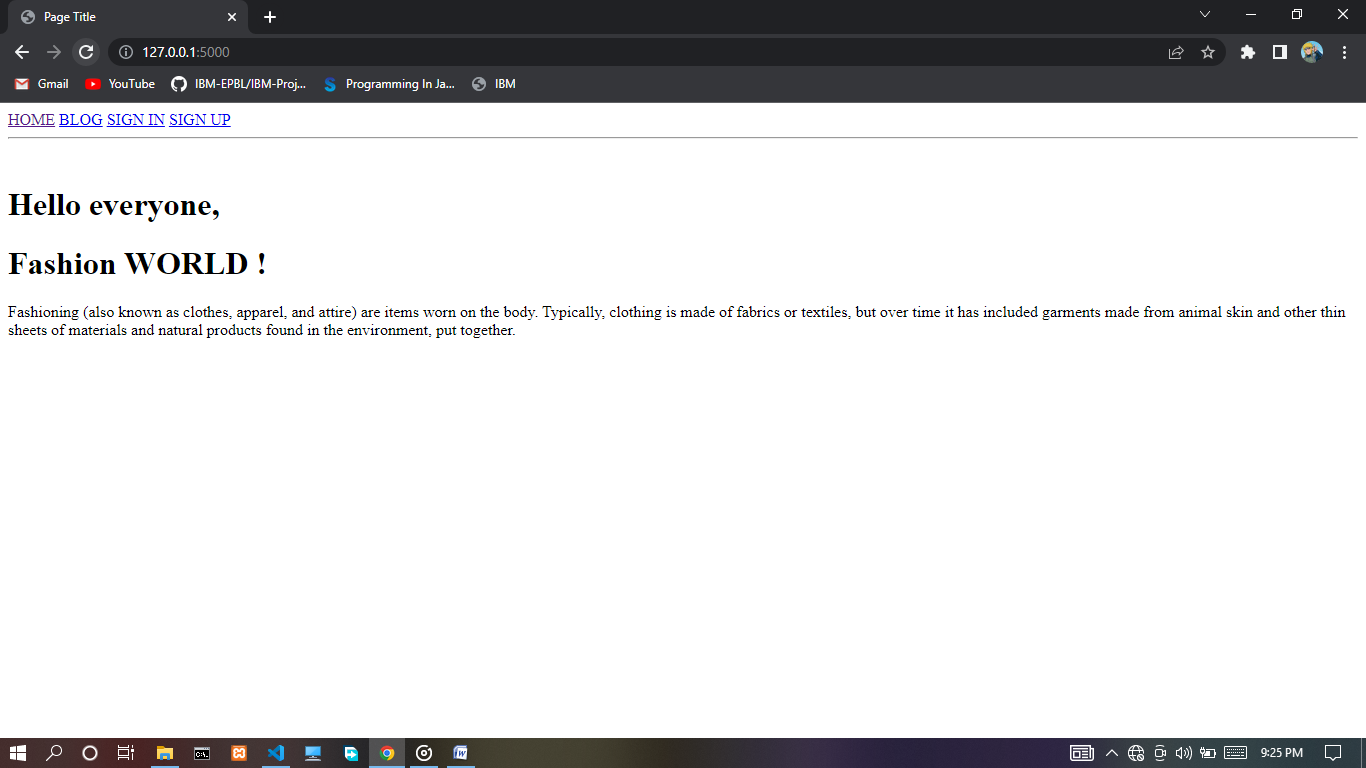 Page Title
127.0.0.1:5000
Gmail YouTube IBM-EPBL/IBM-Proj... Programming In Ja... IBM
HOME BLOG SIGN IN SIGN UP
Hello everyone,
Fashion WORLD !
Fashioning (also known as clothes, apparel, and attire) are items worn on the body. Typically, clothing is made of fabrics or textiles, but over time it has included garments made from animal skin and other thin
sheets of materials and natural products found in the environment, put together.
9:25 PM